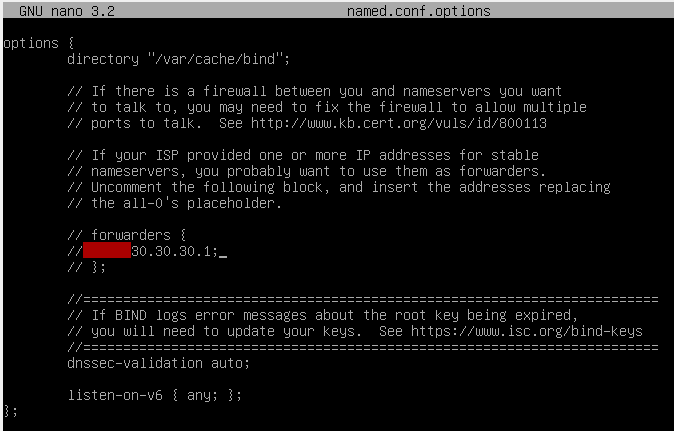 GNU nano 3.2 named.conf.options
options {
directory "/var/cache/bind";
// If there is a firewall between you and nameservers you want
// to talk to, you may need to fix the firewall to allow multiple
// ports to talk. See http://www.kb.cert.org/vuls/id/800113
// If your ISP provided one or more IP addresses for stable
// nameservers, you probably want to use them as forwarders.
// Uncomment the following block, and insert the addresses replacing
// the all-0's placeholder.
// forwarders {
// 30.30.30.1;
// };
//========================================================================
// If BIND logs error messages about the root key being expired,
// you will need to update your keys. See https://www.isc.org/bind-keys
//========================================================================
dnssec-validation auto;
listen-on-v6 { any; };
};